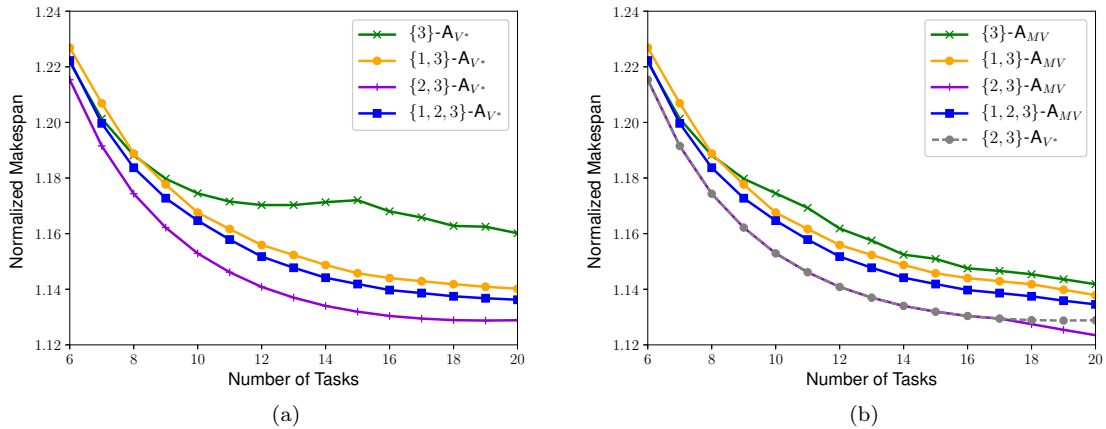 1.24
1.22
1.20
1.18
1.16
1.14
1.12
6
8
10
12
14
16
18
20
Normalized Makespan
Number of Tasks
{3}-A_{V*}
{1, 3}-A_{V*}
{2, 3}-A_{V*}
{1, 2, 3}-A_{V*}
(a)
1.24
1.22
1.20
1.18
1.16
1.14
1.12
6
8
10
12
14
16
18
20
Normalized Makespan
Number of Tasks
{3}-A_{MV}
{1, 3}-A_{MV}
{2, 3}-A_{MV}
{1, 2, 3}-A_{MV}
{2, 3}-A_{V*}
(b)